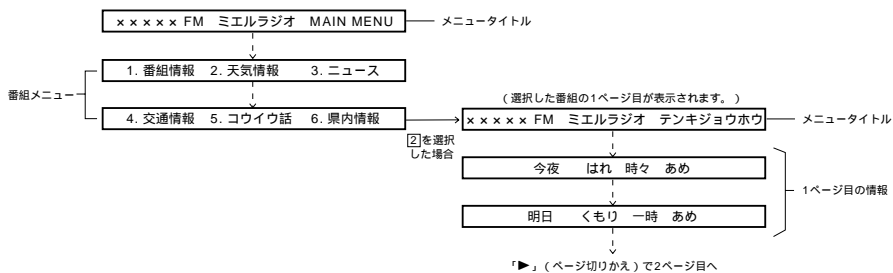 ××××× FM ミエルラジオ MAIN MENU
メニュータイトル
番組メニュー
1. 番組情報 2. 天気情報 3. ニュース
4. 交通情報 5. コウイウ話 6. 県内情報
2を選択
した場合
(選択した番組の1ページ目が表示されます。)
××××× FM ミエルラジオ テンキジョウホウ
メニュータイトル
今夜 はれ 時々 あめ
明日 くもり 一時 あめ
1ページ目の情報
「▶」(ページ切りかえ)で2ページ目へ